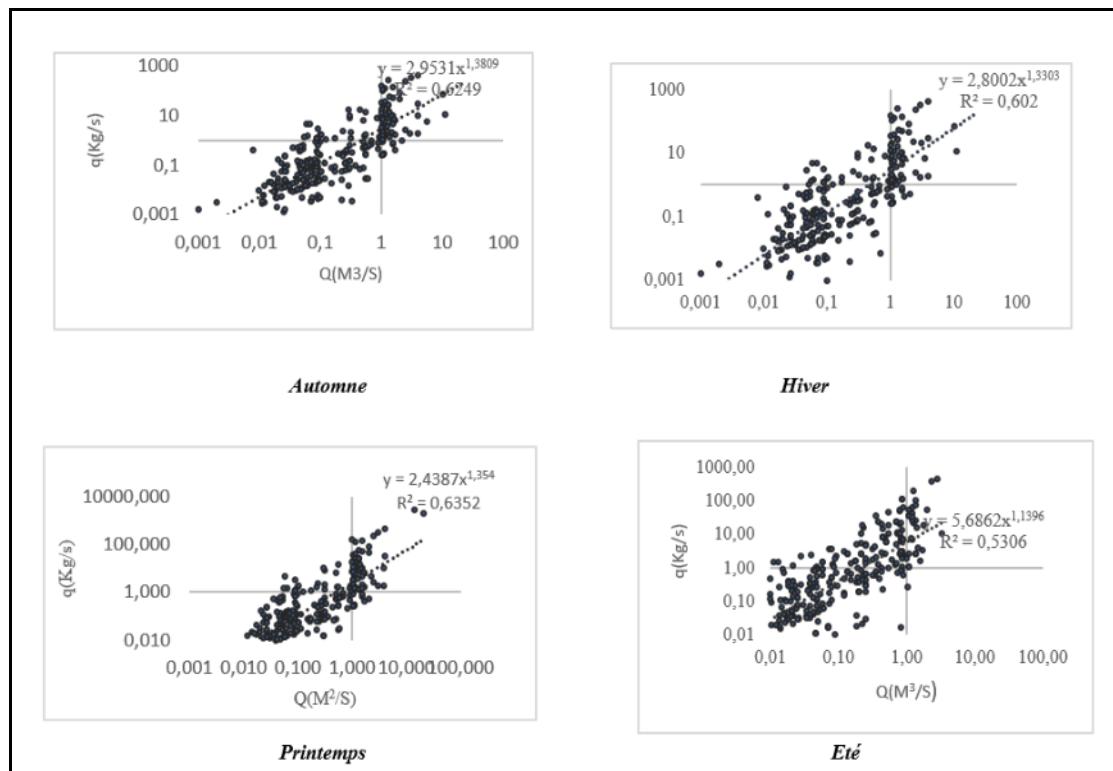 1000
10
0,1
0,001
q(Kg/s)
y = 2,9531x1,3809
R² = 0,6249
0,001 0,01 0,1 1 10 100
Q(M3/S)
Automne
1000
10
0,1
0,001
y = 2,8002x1,3303
R² = 0,602
0,001 0,01 0,1 1 10 100
Hiver
10000,000
100,000
1,000
0,010
q(Kg/s)
y = 2,4387x1,354
R² = 0,6352
0,001 0,010 0,100 1,000 10,000 100,000
Q(M²/S)
Printemps
1000,00
100,00
10,00
1,00
0,10
0,01
q(Kg/s)
y = 5,6862x1,1396
R² = 0,5306
0,01 0,10 1,00 10,00 100,00
Q(M³/S)
Eté